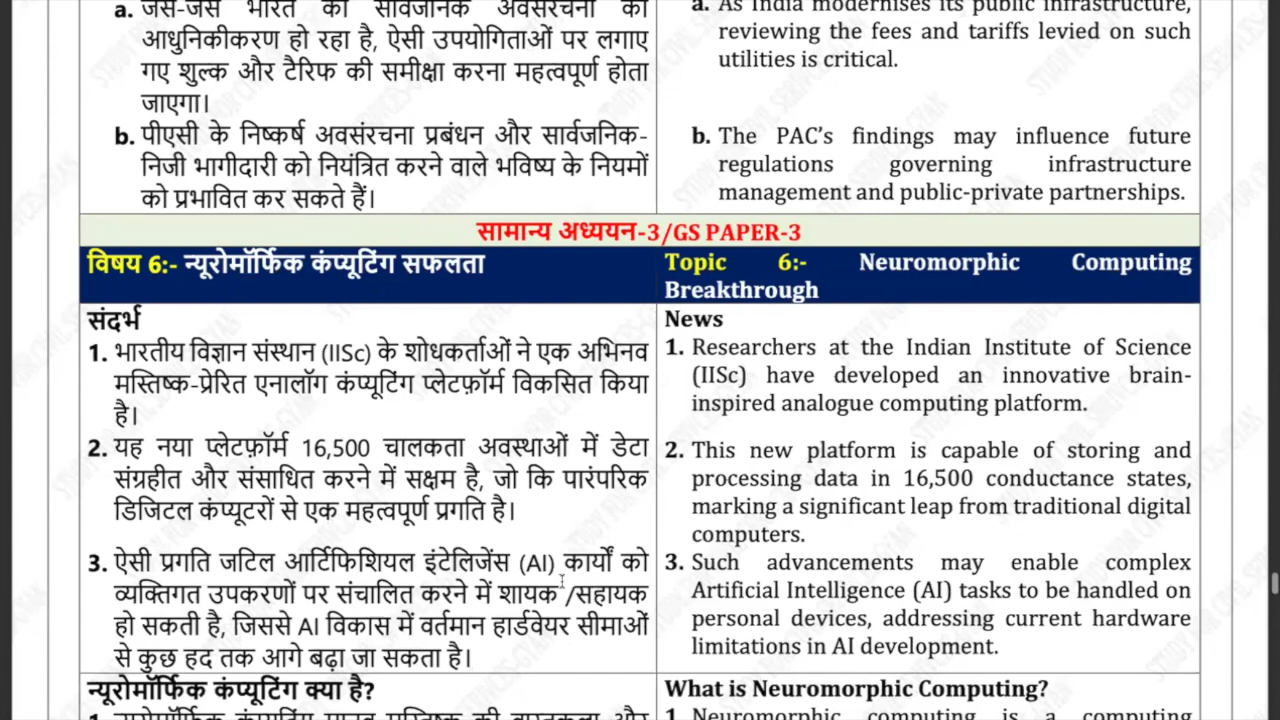 a. जैसे-जैसे भारत की सार्वजनिक अवसंरचना का
आधुनिकीकरण हो रहा है, ऐसी उपयोगिताओं पर लगाए
गए शुल्क और टैरिफ की समीक्षा करना महत्वपूर्ण होता
जाएगा।
b. पीएसी के निष्कर्ष अवसंरचना प्रबंधन और सार्वजनिक-
निजी भागीदारी को नियंत्रित करने वाले भविष्य के नियमों
को प्रभावित कर सकते हैं।
a. As India modernises its public infrastructure,
reviewing the fees and tariffs levied on such
utilities is critical.
b. The PAC’s findings may influence future
regulations governing infrastructure
management and public-private partnerships.
सामान्य अध्ययन-3/GS PAPER-3
विषय 6:- न्यूरोमॉर्फिक कंप्यूटिंग सफलता
Topic 6:- Neuromorphic Computing
Breakthrough
संदर्भ
1. भारतीय विज्ञान संस्थान (IISc) के शोधकर्ताओं ने एक अभिनव
मस्तिष्क-प्रेरित एनालॉग कंप्यूटिंग प्लेटफ़ॉर्म विकसित किया
है।
2. यह नया प्लेटफ़ॉर्म 16,500 चालकता अवस्थाओं में डेटा
संग्रहीत और संसाधित करने में सक्षम है, जो कि पारंपरिक
डिजिटल कंप्यूटरों से एक महत्वपूर्ण प्रगति है।
3. ऐसी प्रगति जटिल आर्टिफिशियल इंटेलिजेंस (AI) कार्यों को
व्यक्तिगत उपकरणों पर संचालित करने में शायक /सहायक
हो सकती है, जिससे AI विकास में वर्तमान हार्डवेयर सीमाओं
से कुछ हद तक आगे बढ़ा जा सकता है।
News
1. Researchers at the Indian Institute of Science
(IISc) have developed an innovative brain-
inspired analogue computing platform.
2. This new platform is capable of storing and
processing data in 16,500 conductance states,
marking a significant leap from traditional digital
computers.
3. Such advancements may enable complex
Artificial Intelligence (AI) tasks to be handled on
personal devices, addressing current hardware
limitations in AI development.
न्यूरोमॉर्फिक कंप्यूटिंग क्या है?
1. न्यूरोमॉर्फिक कंप्यूटिंग मानव मस्तिष्क की वास्तुकला और
What is Neuromorphic Computing?
1. Neuromorphic computing is a computing